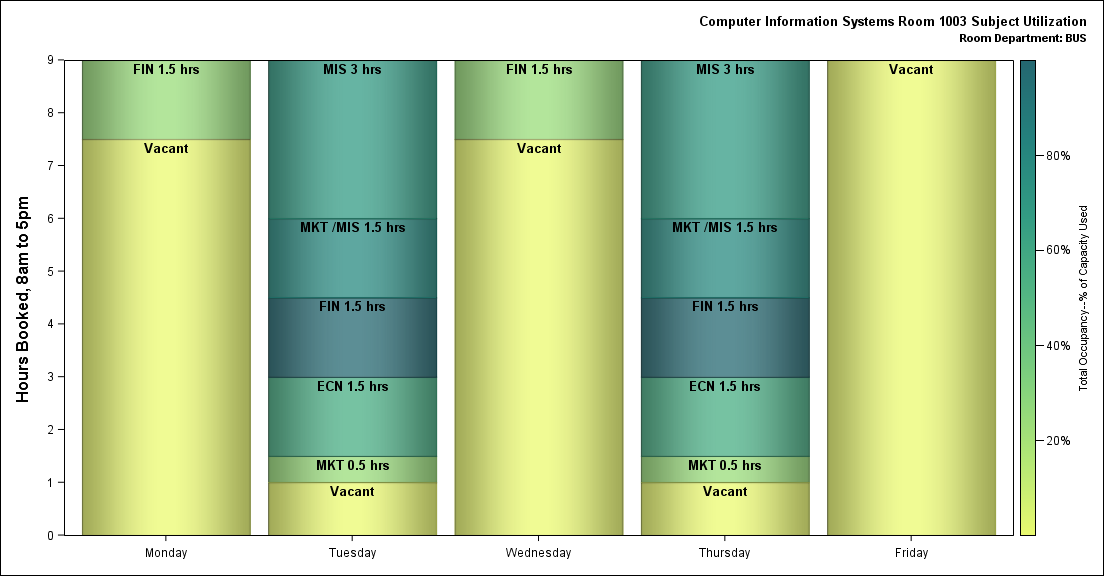 Computer Information Systems Room 1003 Subject Utilization
Room Department: BUS
Hours Booked, 8am to 5pm
9
8
7
6
5
4
3
2
1
0
FIN 1.5 hrs
Vacant
MIS 3 hrs
MKT /MIS 1.5 hrs
FIN 1.5 hrs
ECN 1.5 hrs
MKT 0.5 hrs
Vacant
FIN 1.5 hrs
Vacant
MIS 3 hrs
MKT /MIS 1.5 hrs
FIN 1.5 hrs
ECN 1.5 hrs
MKT 0.5 hrs
Vacant
Vacant
Monday
Tuesday
Wednesday
Thursday
Friday
80%
60%
40%
20%
Total Occupancy--% of Capacity Used